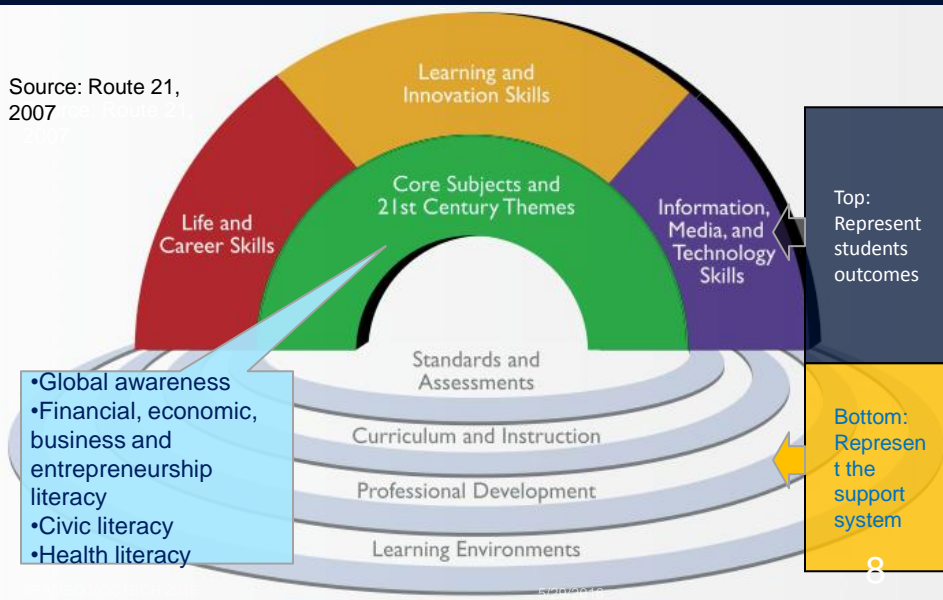 Source: Route 21,
2007
Learning and
Innovation Skills
Core Subjects and
21st Century Themes
Life and
Career Skills
Information,
Media, and
Technology
Skills
Top:
Represent
students
outcomes
Standards and
Assessments
Curriculum and Instruction
Professional Development
Learning Environments
•Global awareness
•Financial, economic,
business and
entrepreneurship
literacy
•Civic literacy
•Health literacy
Bottom:
Represen
t the
support
system
8